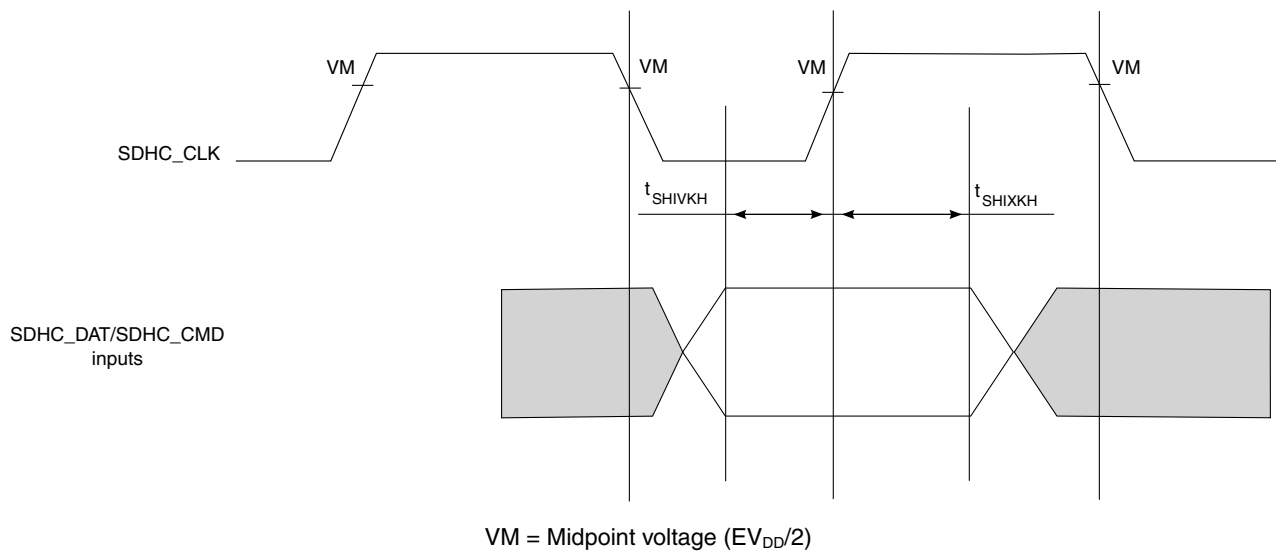 VM VM VM VM
SDHC_CLK
tSHIVKH tSHIXKH
SDHC_DAT/SDHC_CMD
inputs
VM = Midpoint voltage (EVDD/2)